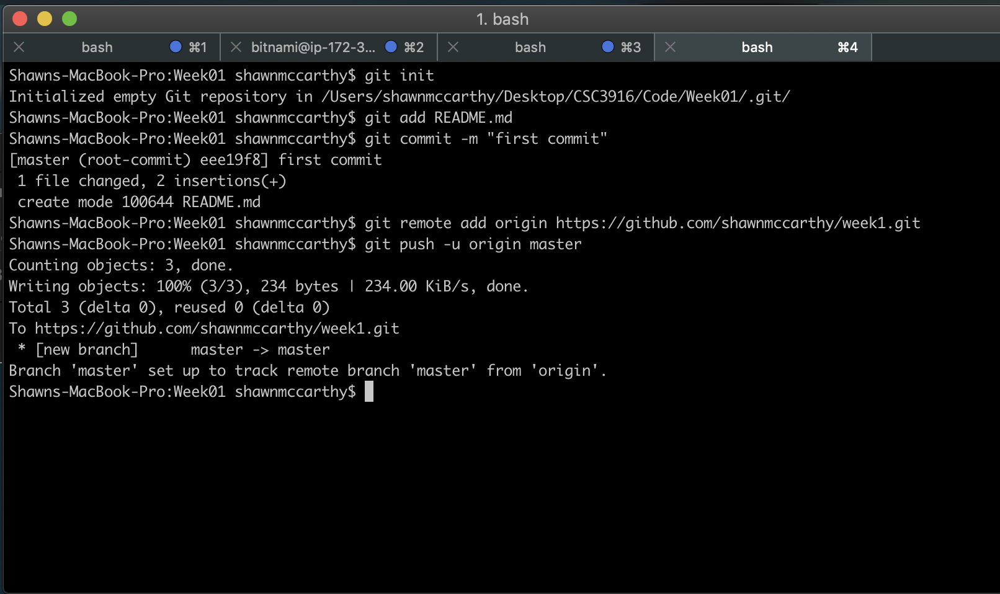 1. bash
bash ⌘1 bitnami@ip-172-3... ⌘2 bash ⌘3 bash ⌘4
Shawns-MacBook-Pro:Week01 shawnmccarthy$ git init
Initialized empty Git repository in /Users/shawnmccarthy/Desktop/CSC3916/Code/Week01/.git/
Shawns-MacBook-Pro:Week01 shawnmccarthy$ git add README.md
Shawns-MacBook-Pro:Week01 shawnmccarthy$ git commit -m "first commit"
[master (root-commit) eee19f8] first commit
 1 file changed, 2 insertions(+)
 create mode 100644 README.md
Shawns-MacBook-Pro:Week01 shawnmccarthy$ git remote add origin https://github.com/shawnmccarthy/week1.git
Shawns-MacBook-Pro:Week01 shawnmccarthy$ git push -u origin master
Counting objects: 3, done.
Writing objects: 100% (3/3), 234 bytes | 234.00 KiB/s, done.
Total 3 (delta 0), reused 0 (delta 0)
To https://github.com/shawnmccarthy/week1.git
 * [new branch]      master -> master
Branch 'master' set up to track remote branch 'master' from 'origin'.
Shawns-MacBook-Pro:Week01 shawnmccarthy$